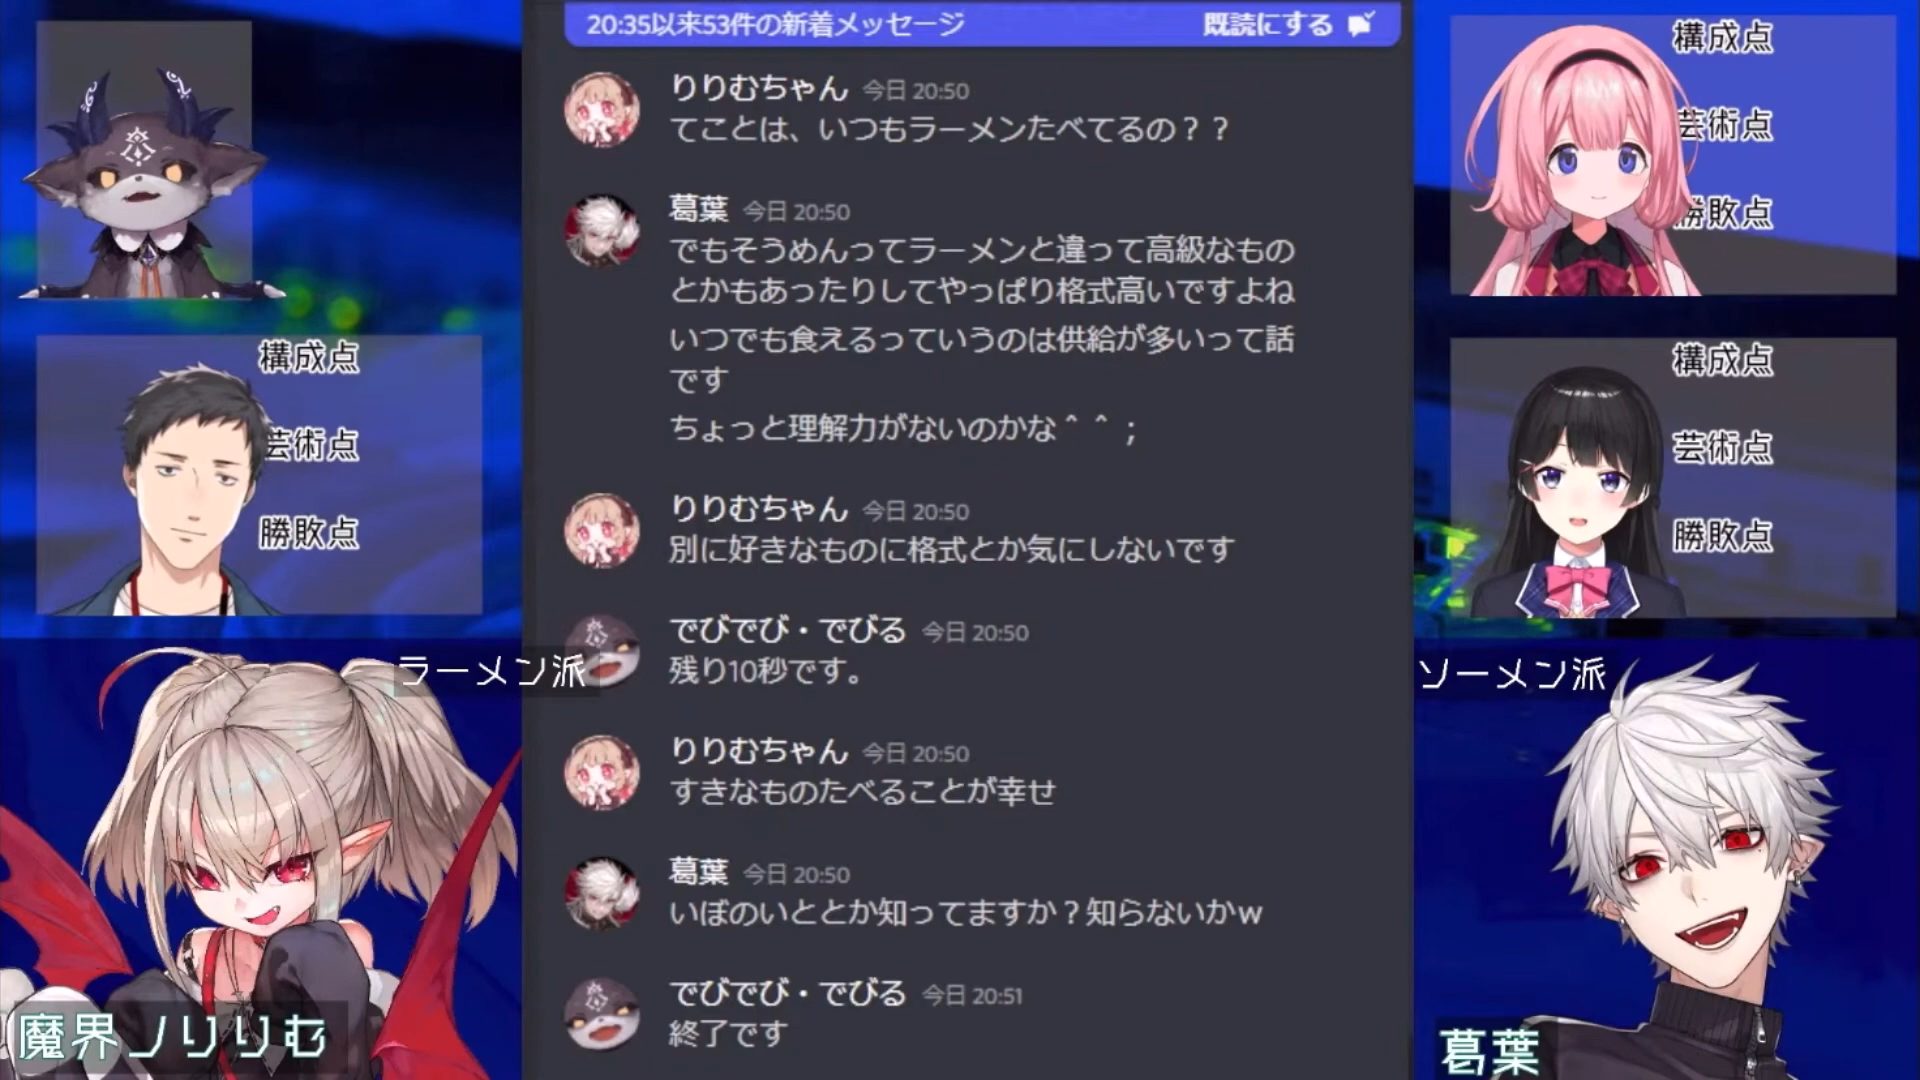 20:35以来53件の新着メッセージ
既読にする
りりむちゃん 今日 20:50
てことは、いつもラーメンたべてるの？？
葛葉 今日 20:50
でもそうめんってラーメンと違って高級なもの
とかもあったりしてやっぱり格式高いですよね
いつでも食えるっていうのは供給が多いって話
です
ちょっと理解力がないのかな＾＾；
りりむちゃん 今日 20:50
別に好きなものに格式とか気にしないです
でびでび・でびる 今日 20:50
残り10秒です。
りりむちゃん 今日 20:50
すきなものたべることが幸せ
葛葉 今日 20:50
いぼのいととか知ってますか？知らないかw
でびでび・でびる 今日 20:51
終了です
構成点
芸術点
勝敗点
構成点
芸術点
勝敗点
構成点
芸術点
勝敗点
ラーメン派
ソーメン派
魔界ノりりむ
葛葉